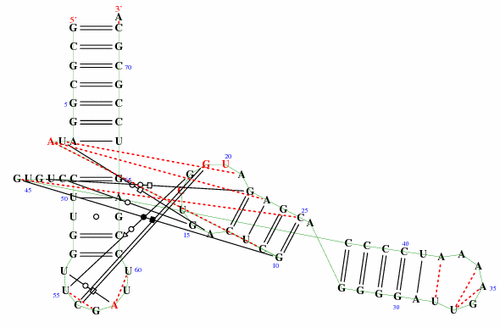 3'
A
5'
G C
C G
G C 70
C G
5 G C
G C
A U A U
20
G U
G U G U C C G G A
45 G
50 U A A 25
U G U G C A
15 A G
U C
U C C U
40
C C C C U A A A
G C C G
10
U U 60
U U
55 C G A
G G G G A U U G A 35
30